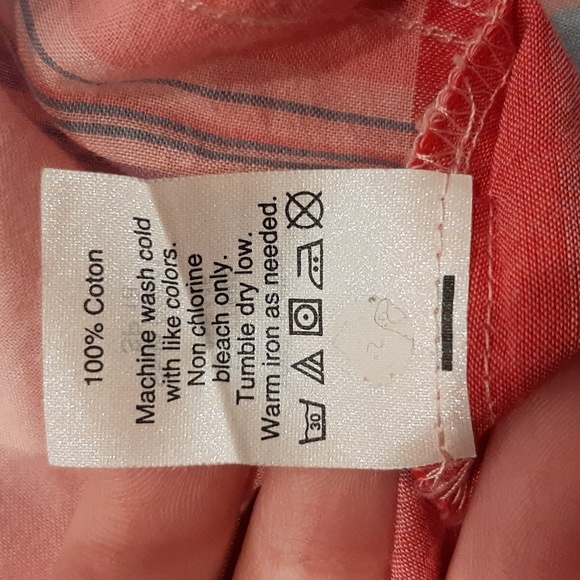 100% Coton
Machine wash cold
with like colors.
Non chlorine
bleach only.
Tumble dry low.
Warm iron as needed.
30